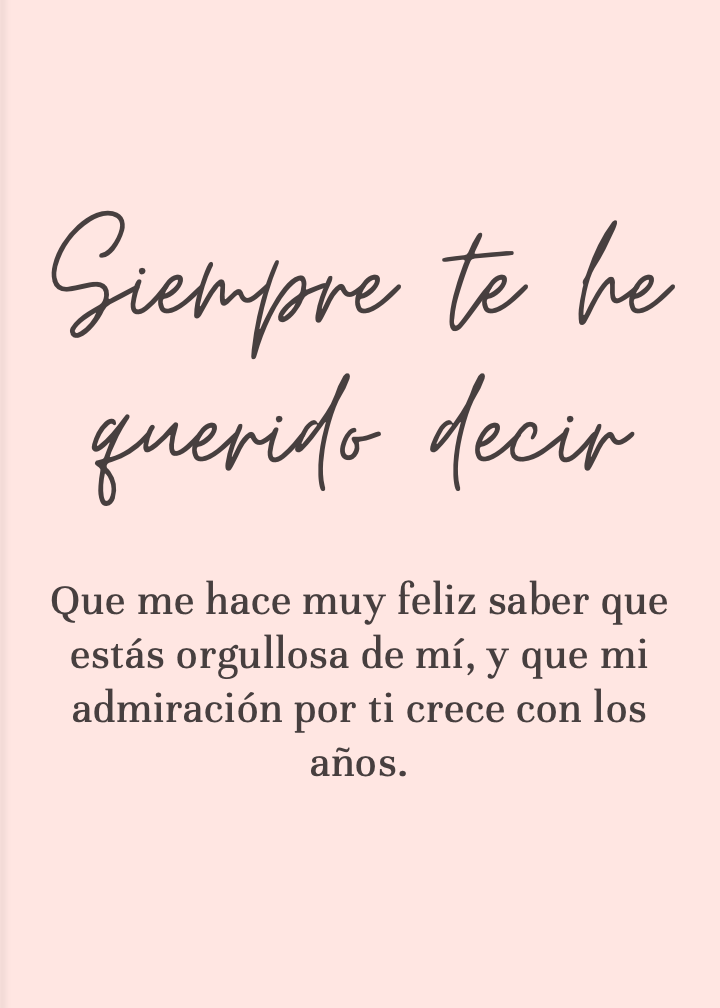 Siempre te he
querido decir
Que me hace muy feliz saber que
estás orgullosa de mí, y que mi
admiración por ti crece con los
años.